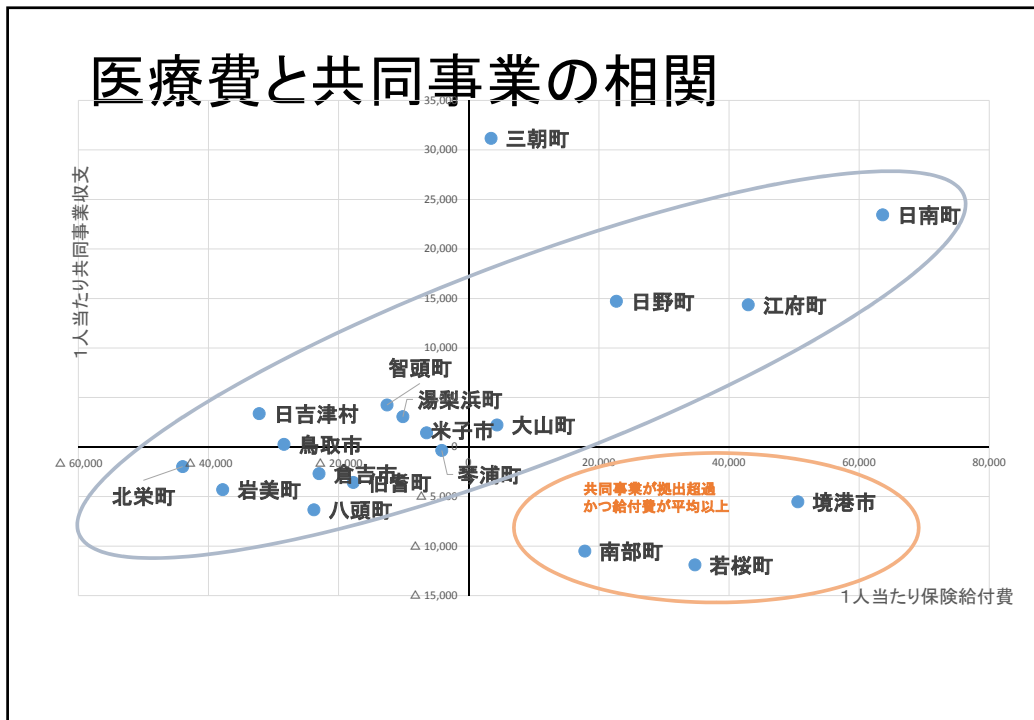 医療費と共同事業の相関
35,000
30,000
25,000
20,000
15,000
10,000
0
△ 5,000
△ 10,000
△ 15,000
△ 60,000
△ 40,000
△ 20,000
20,000
40,000
60,000
80,000
1人当たり共同事業収支
三朝町
日南町
日野町
江府町
智頭町
湯梨浜町
日吉津村
米子市
大山町
鳥取市
琴浦町
倉吉市
伯耆町
北栄町
岩美町
八頭町
共同事業が拠出超過
かつ給付費が平均以上
境港市
南部町
若桜町
1人当たり保険給付費